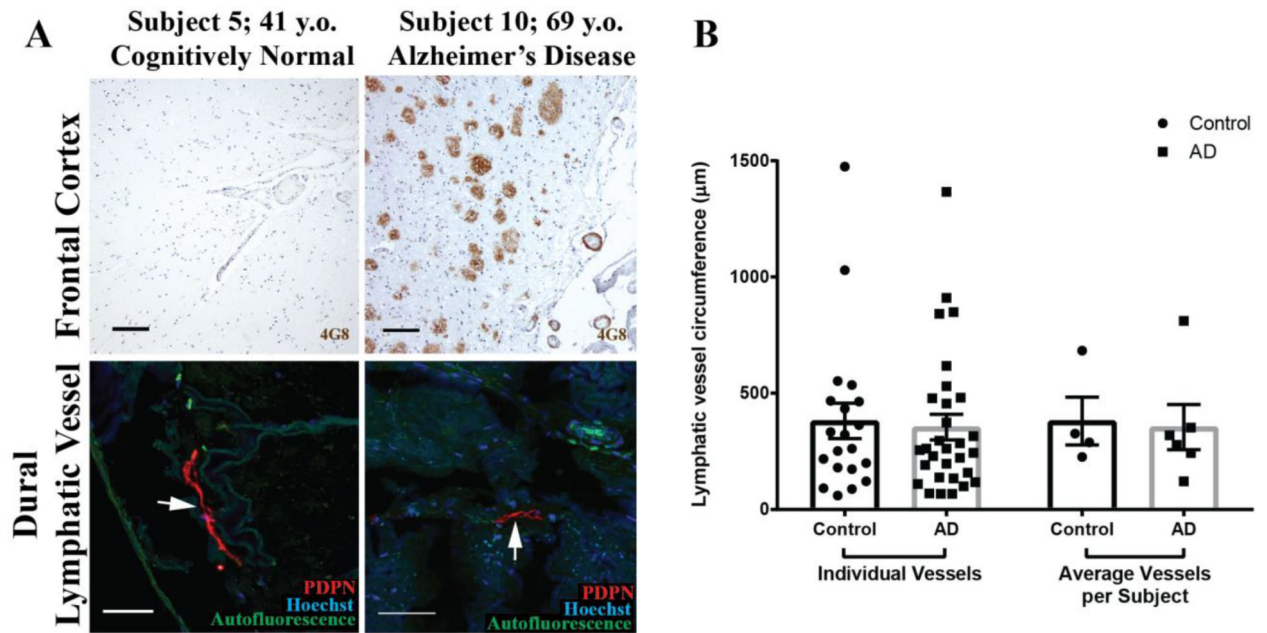 A
Subject 5; 41 y.o.
Cognitively Normal
Subject 10; 69 y.o.
Alzheimer's Disease
Frontal Cortex
4G8
4G8
Dural
Lymphatic Vessel
PDPN
Hoechst
Autofluorescence
PDPN
Hoechst
Autofluorescence
B
Control
AD
Lymphatic vessel circumference (μm)
1500
1000
500
0
Control
AD
Control
AD
Individual Vessels
Average Vessels
per Subject